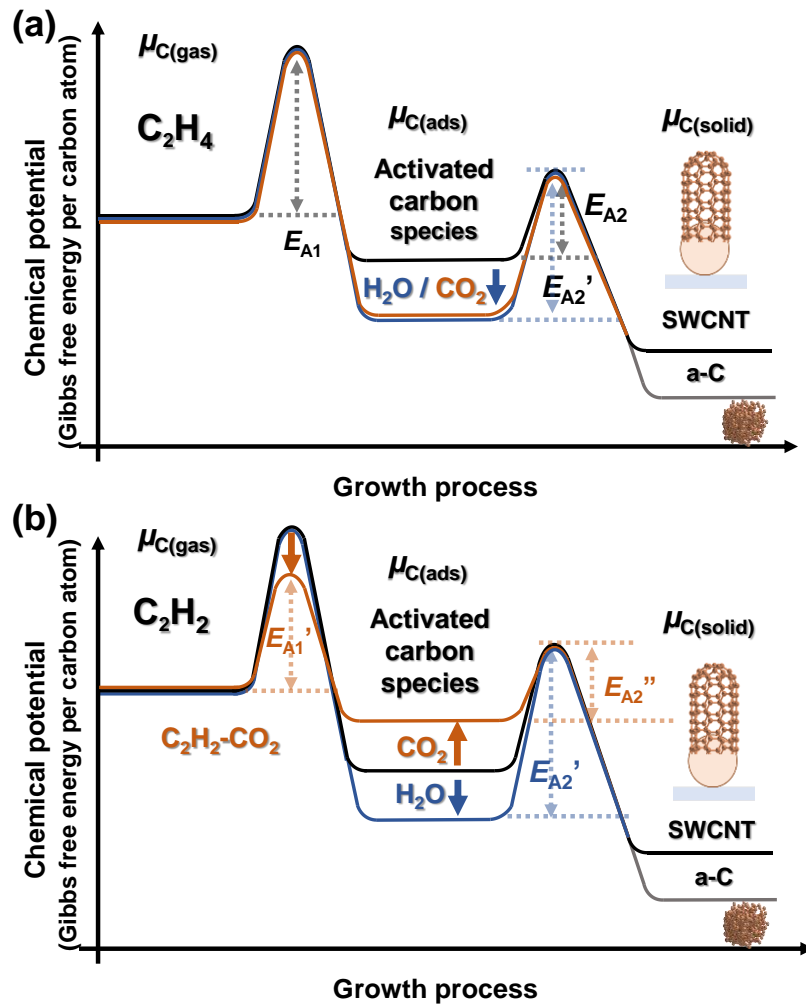 (a)
Chemical potential
(Gibbs free energy per carbon atom)
μC(gas)
C2H4
EA1
μC(ads)
Activated
carbon
species
H2O / CO2
EA2
EA2’
μC(solid)
SWCNT
a-C
Growth process
(b)
Chemical potential
(Gibbs free energy per carbon atom)
μC(gas)
C2H2
EA1’
C2H2-CO2
μC(ads)
Activated
carbon
species
CO2
H2O
EA2”
EA2’
μC(solid)
SWCNT
a-C
Growth process